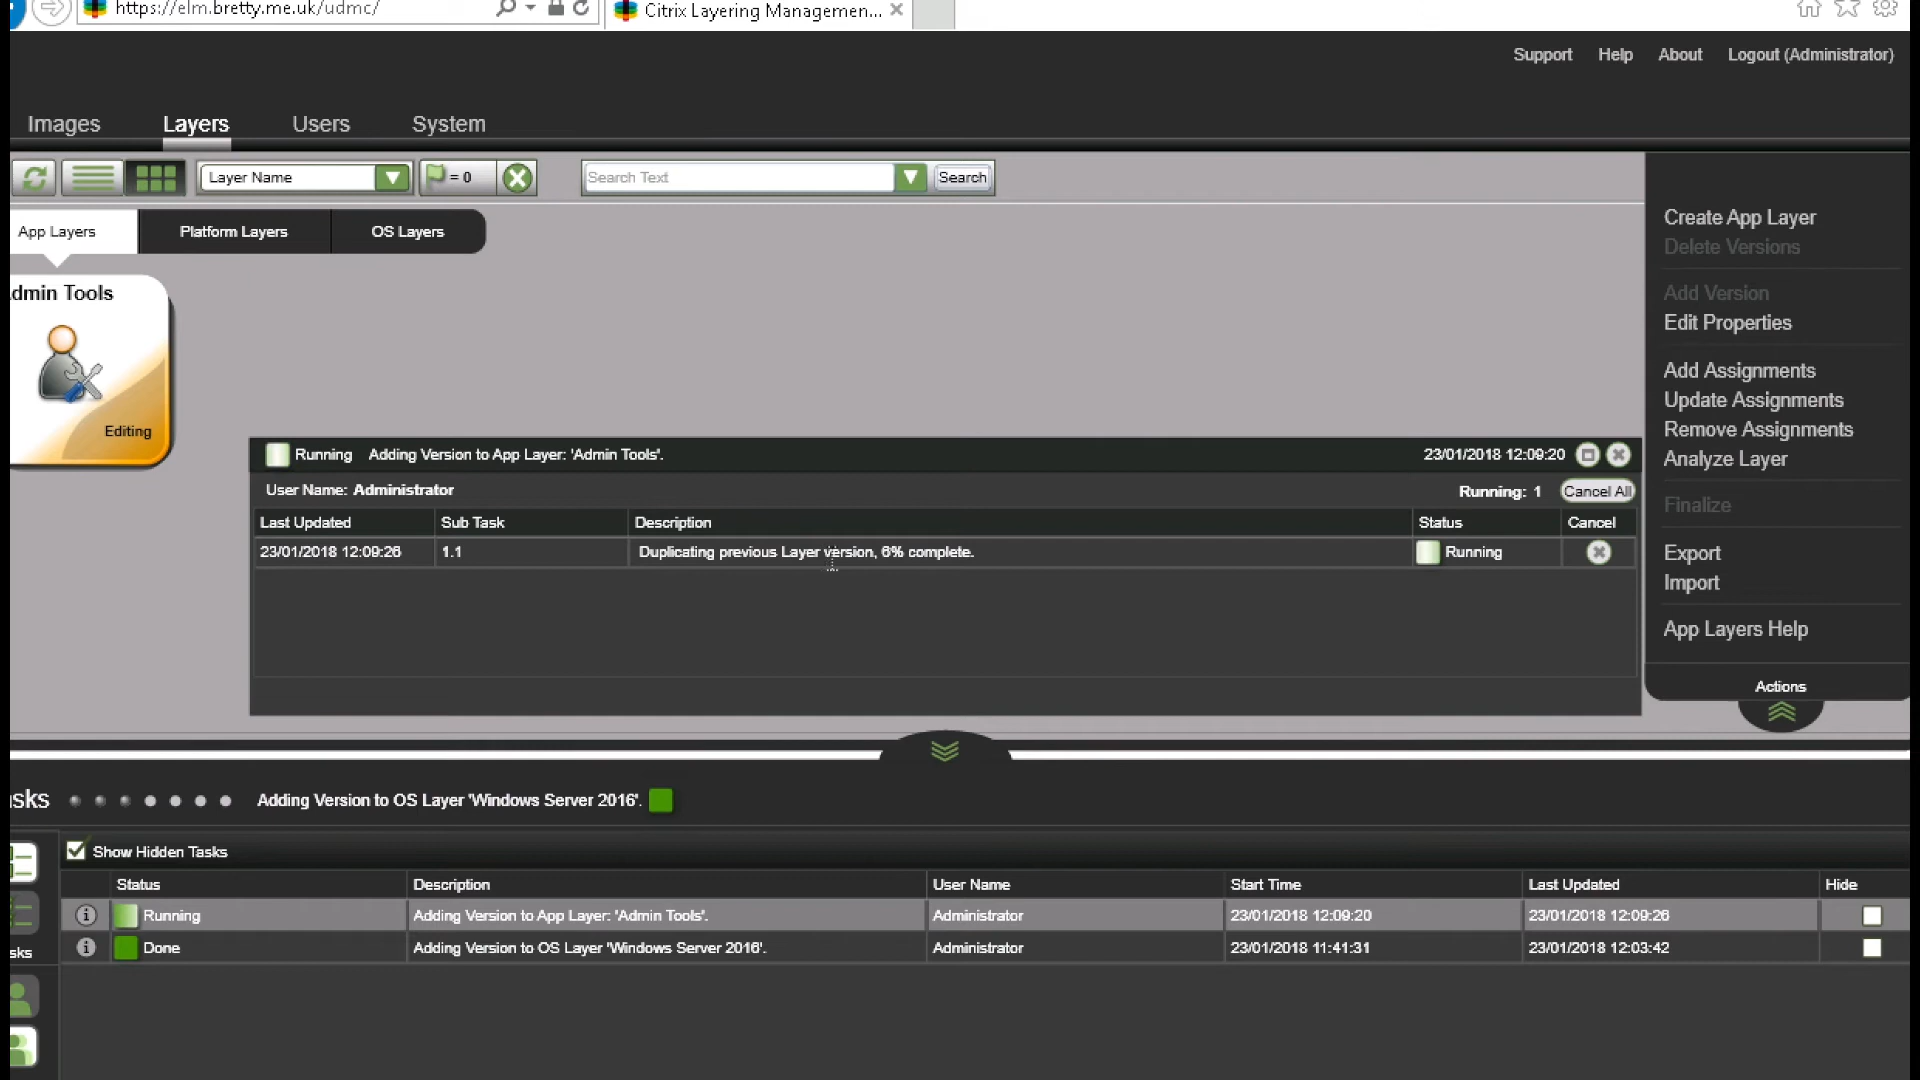 https://elm.bretty.me.uk/udmc/
Citrix Layering Managemen...
Support Help About Logout (Administrator)
Images Layers Users System
Layer Name = 0 Search Text Search
App Layers Platform Layers OS Layers
dmin Tools
Editing
Create App Layer
Delete Versions
Add Version
Edit Properties
Add Assignments
Update Assignments
Remove Assignments
Analyze Layer
Finalize
Export
Import
App Layers Help
Actions
Running Adding Version to App Layer: 'Admin Tools'. 23/01/2018 12:09:20
User Name: Administrator Running: 1 Cancel All
Last Updated Sub Task Description Status Cancel
23/01/2018 12:09:26 1.1 Duplicating previous Layer version, 6% complete. Running
sks Adding Version to OS Layer 'Windows Server 2016'.
Show Hidden Tasks
Status Description User Name Start Time Last Updated Hide
Running Adding Version to App Layer: 'Admin Tools'. Administrator 23/01/2018 12:09:20 23/01/2018 12:09:26
Done Adding Version to OS Layer 'Windows Server 2016'. Administrator 23/01/2018 11:41:31 23/01/2018 12:03:42
sks